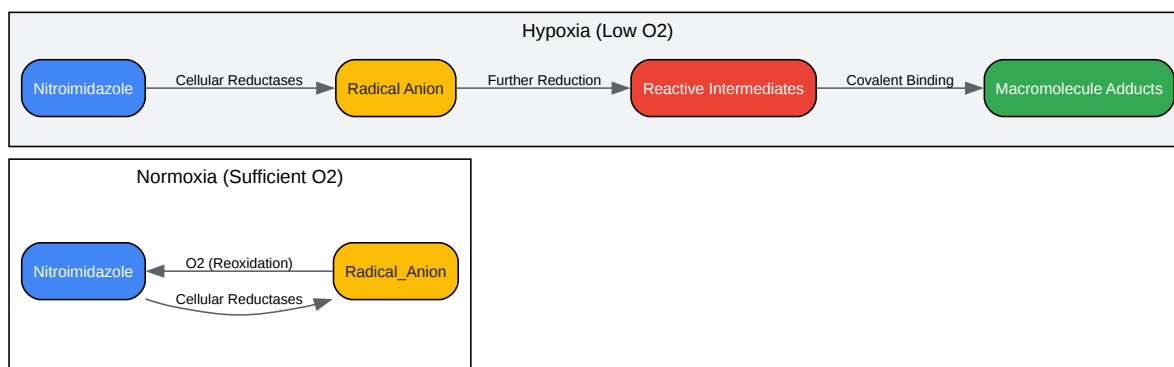 Hypoxia (Low O2)
Nitroimidazole
Cellular Reductases
Radical Anion
Further Reduction
Reactive Intermediates
Covalent Binding
Macromolecule Adducts
Normoxia (Sufficient O2)
Nitroimidazole
O2 (Reoxidation)
Radical_Anion
Cellular Reductases